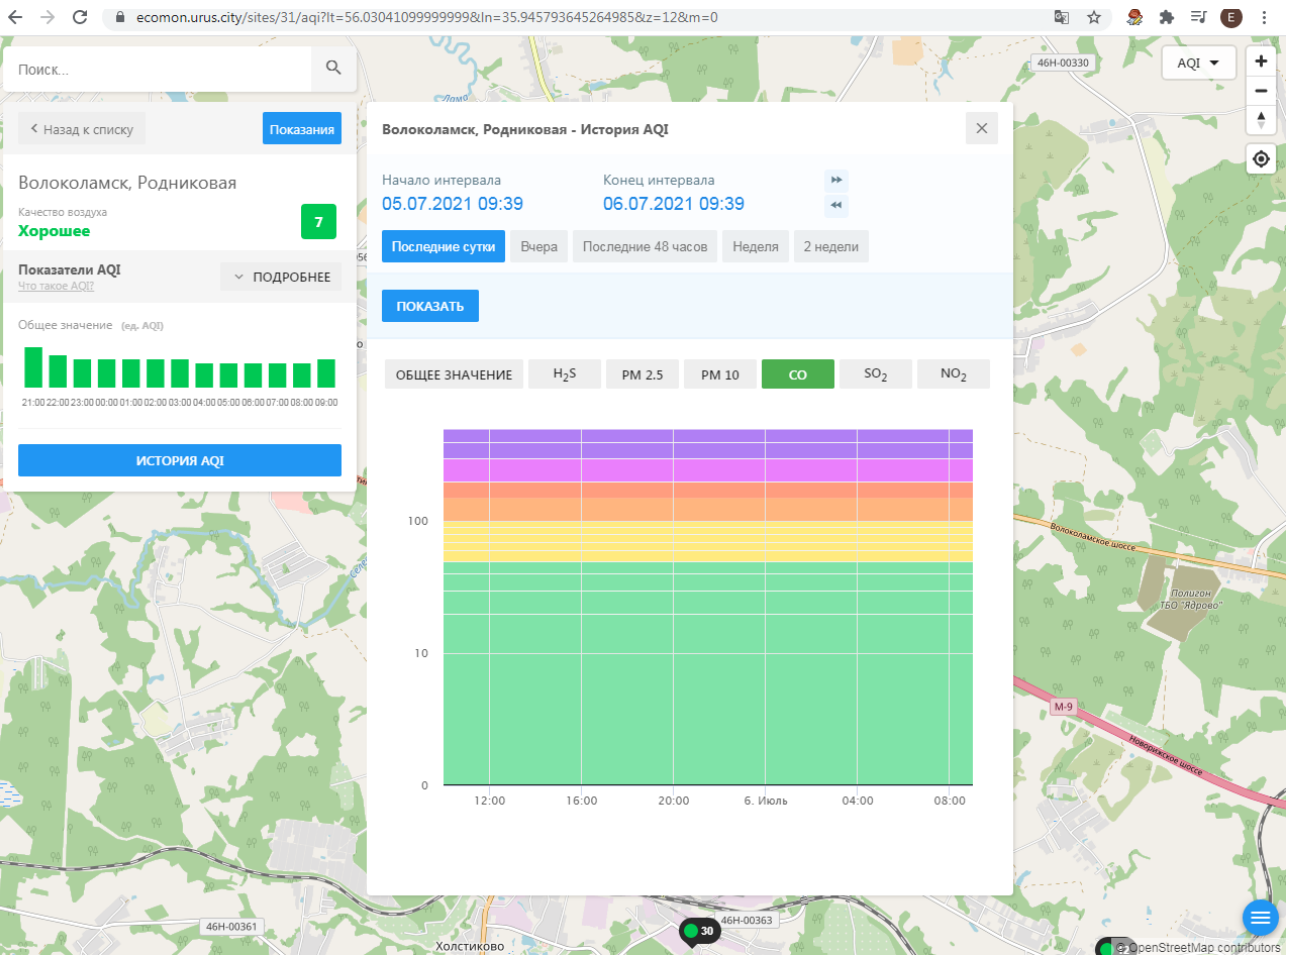 ecomon.urus.city/sites/31/aqi?lt=56.03041099999999&ln=35.945793645264985&z=12&m=0
E
Поиск...
46Н-00330
AQI
Назад к списку
Показания
Волоколамск, Родниковая - История AQI
Волоколамск, Родниковая
Качество воздуха
Хорошее
7
Начало интервала
Конец интервала
05.07.2021 09:39
06.07.2021 09:39
Последние сутки
Вчера
Последние 48 часов
Неделя
2 недели
Показатели AQI
Что такое AQI?
ПОДРОБНЕЕ
ПОКАЗАТЬ
Общее значение (ед. AQI)
21:00 22:00 23:00 00:00 01:00 02:00 03:00 04:00 05:00 06:00 07:00 08:00 09:00
ИСТОРИЯ AQI
ОБЩЕЕ ЗНАЧЕНИЕ
H₂S
PM 2.5
PM 10
CO
SO₂
NO₂
100
10
0
12:00
16:00
20:00
6. Июль
04:00
08:00
Лама
Волоколамское шоссе
Полигон
ТБО "Ядрово"
М-9
Новорижское шоссе
46Н-00361
46Н-00363
30
Холстиково
© OpenStreetMap contributors